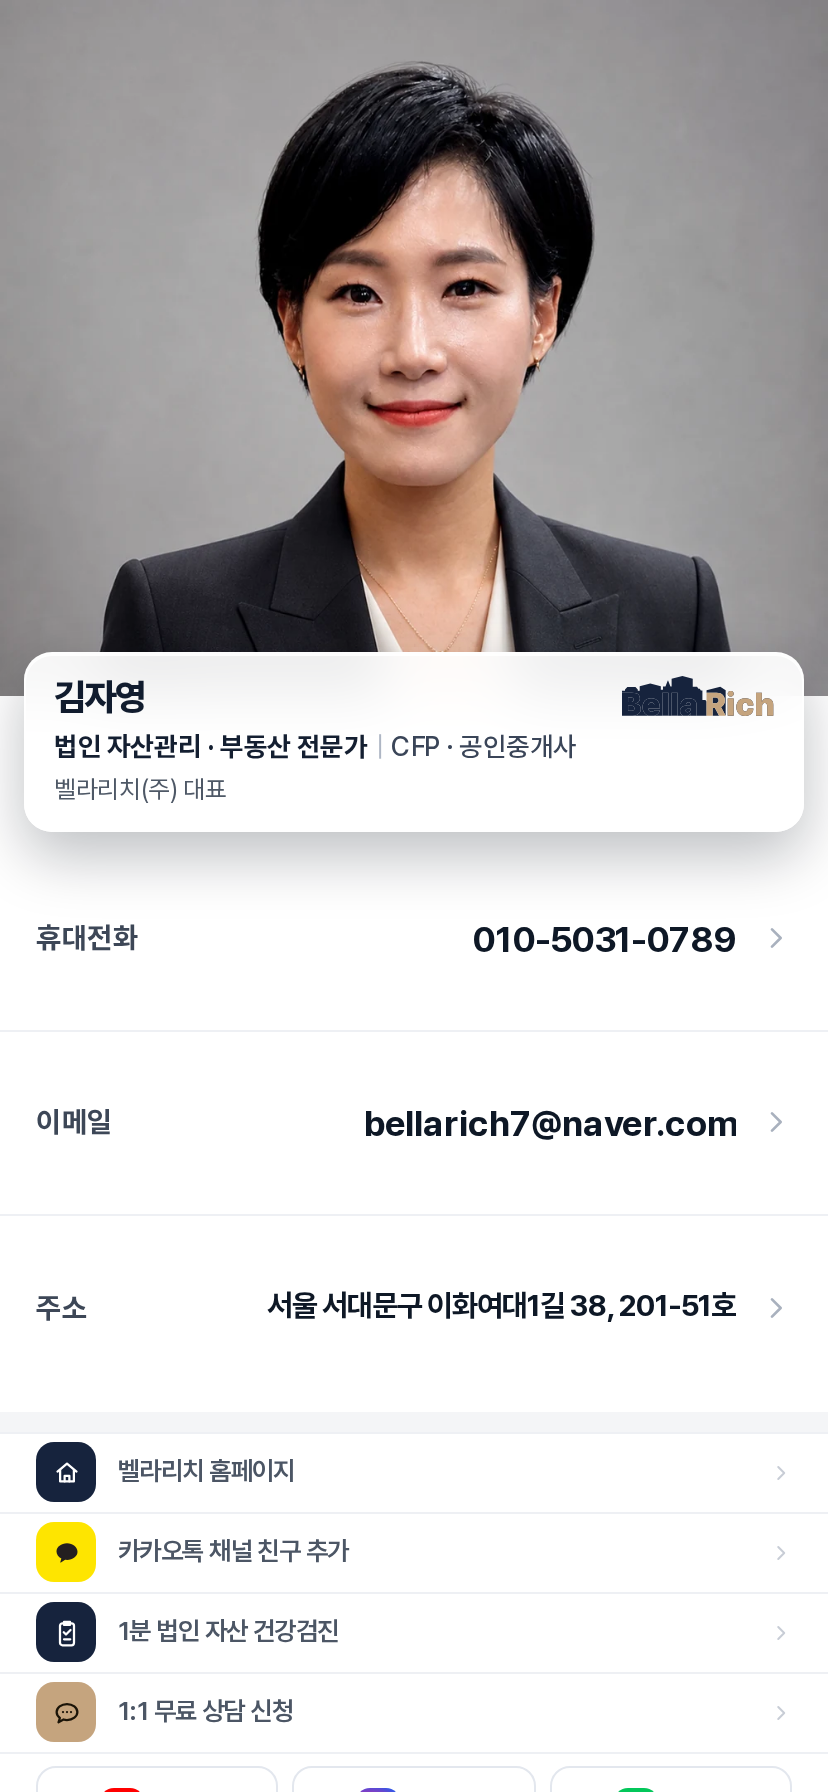 김자영
Bella Rich
법인 자산관리 · 부동산 전문가 | CFP · 공인중개사
벨라리치(주) 대표
휴대전화 010-5031-0789
이메일 bellarich7@naver.com
주소 서울 서대문구 이화여대1길 38, 201-51호
벨라리치 홈페이지
카카오톡 채널 친구 추가
1분 법인 자산 건강검진
1:1 무료 상담 신청